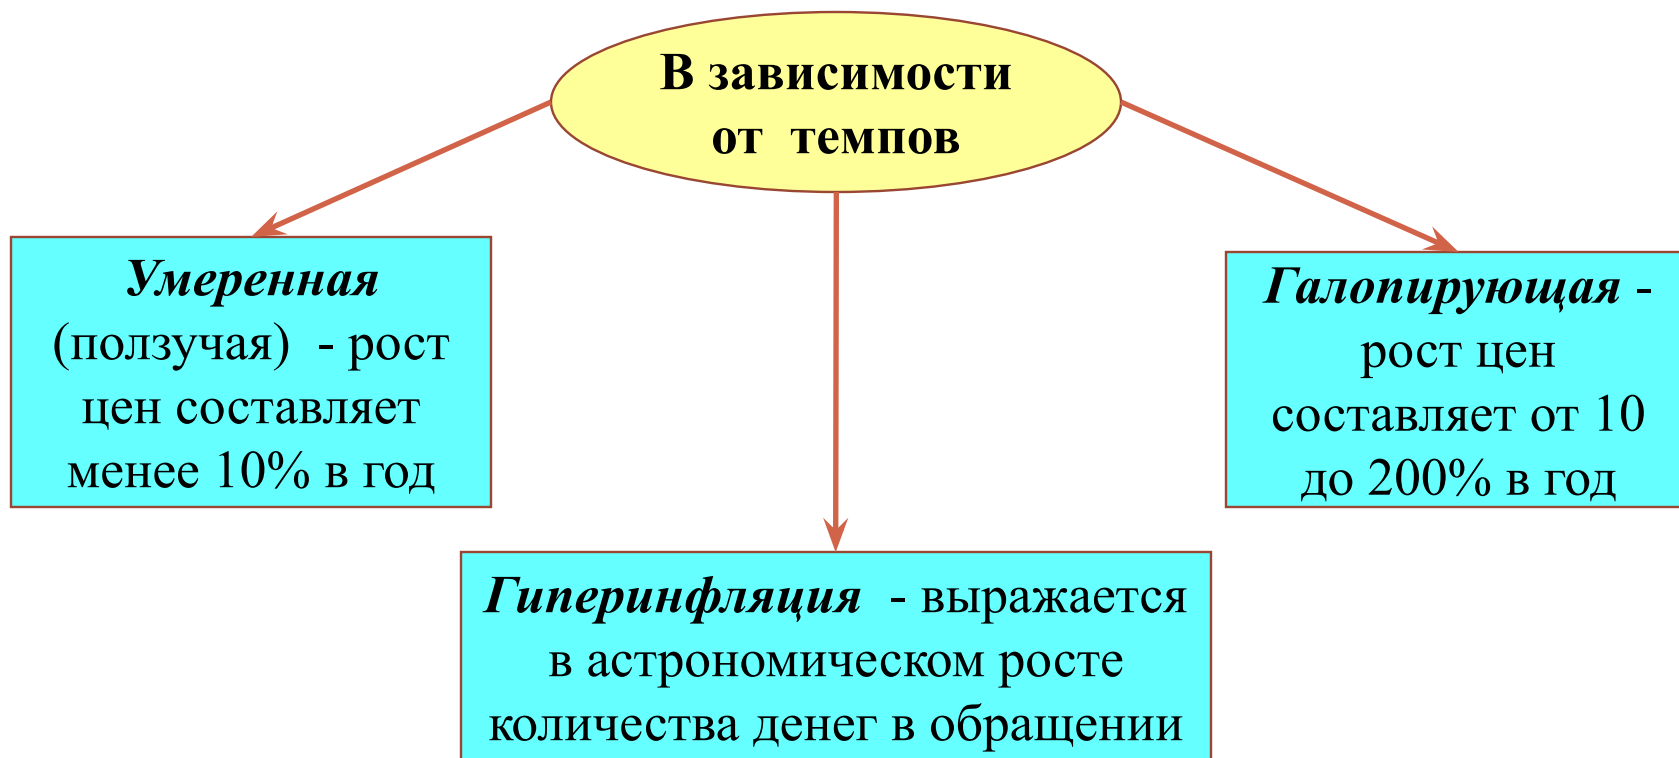 В зависимости
от темпов
Умеренная
(ползучая) - рост
цен составляет
менее 10% в год
Галопирующая -
рост цен
составляет от 10
до 200% в год
Гиперинфляция - выражается
в астрономическом росте
количества денег в обращении